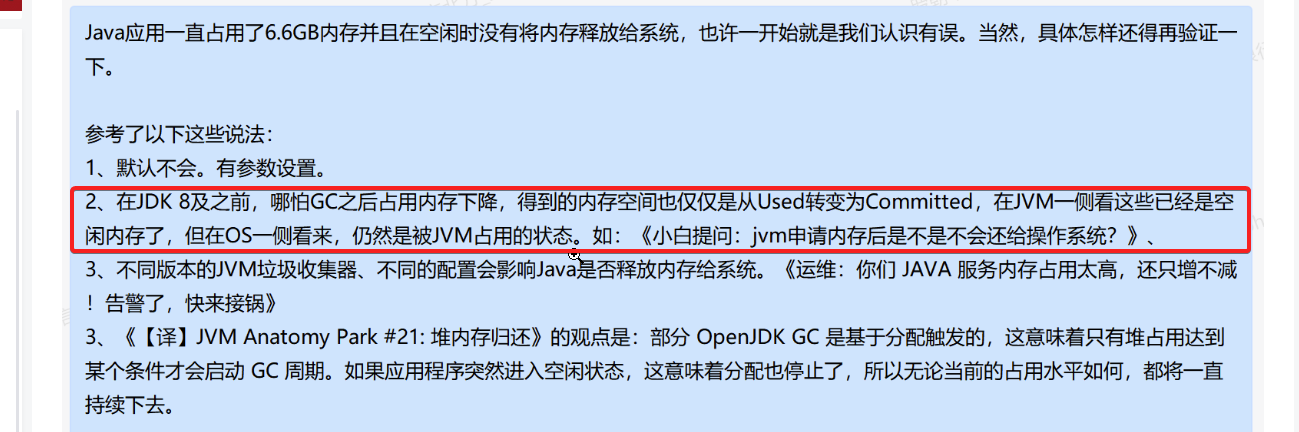 Java应用一直占用了6.6GB内存并且在空闲时没有将内存释放给系统，也许一开始就是我们认识有误。当然，具体怎样还得再验证一
下。
参考了以下这些说法：
1、默认不会。有参数设置。
2、在JDK 8及之前，哪怕GC之后占用内存下降，得到的内存空间也仅仅是从Used转变为Committed，在JVM一侧看这些已经是空
闲内存了，但在OS一侧看来，仍然是被JVM占用的状态。如：《小白提问：jvm申请内存后是不是不会还给操作系统？》、
3、不同版本的JVM垃圾收集器、不同的配置会影响Java是否释放内存给系统。《运维：你们 JAVA 服务内存占用太高，还只增不减
！告警了，快来接锅》
3、《【译】JVM Anatomy Park #21: 堆内存归还》的观点是：部分 OpenJDK GC 是基于分配触发的，这意味着只有堆占用达到
某个条件才会启动 GC 周期。如果应用程序突然进入空闲状态，这意味着分配也停止了，所以无论当前的占用水平如何，都将一直
持续下去。